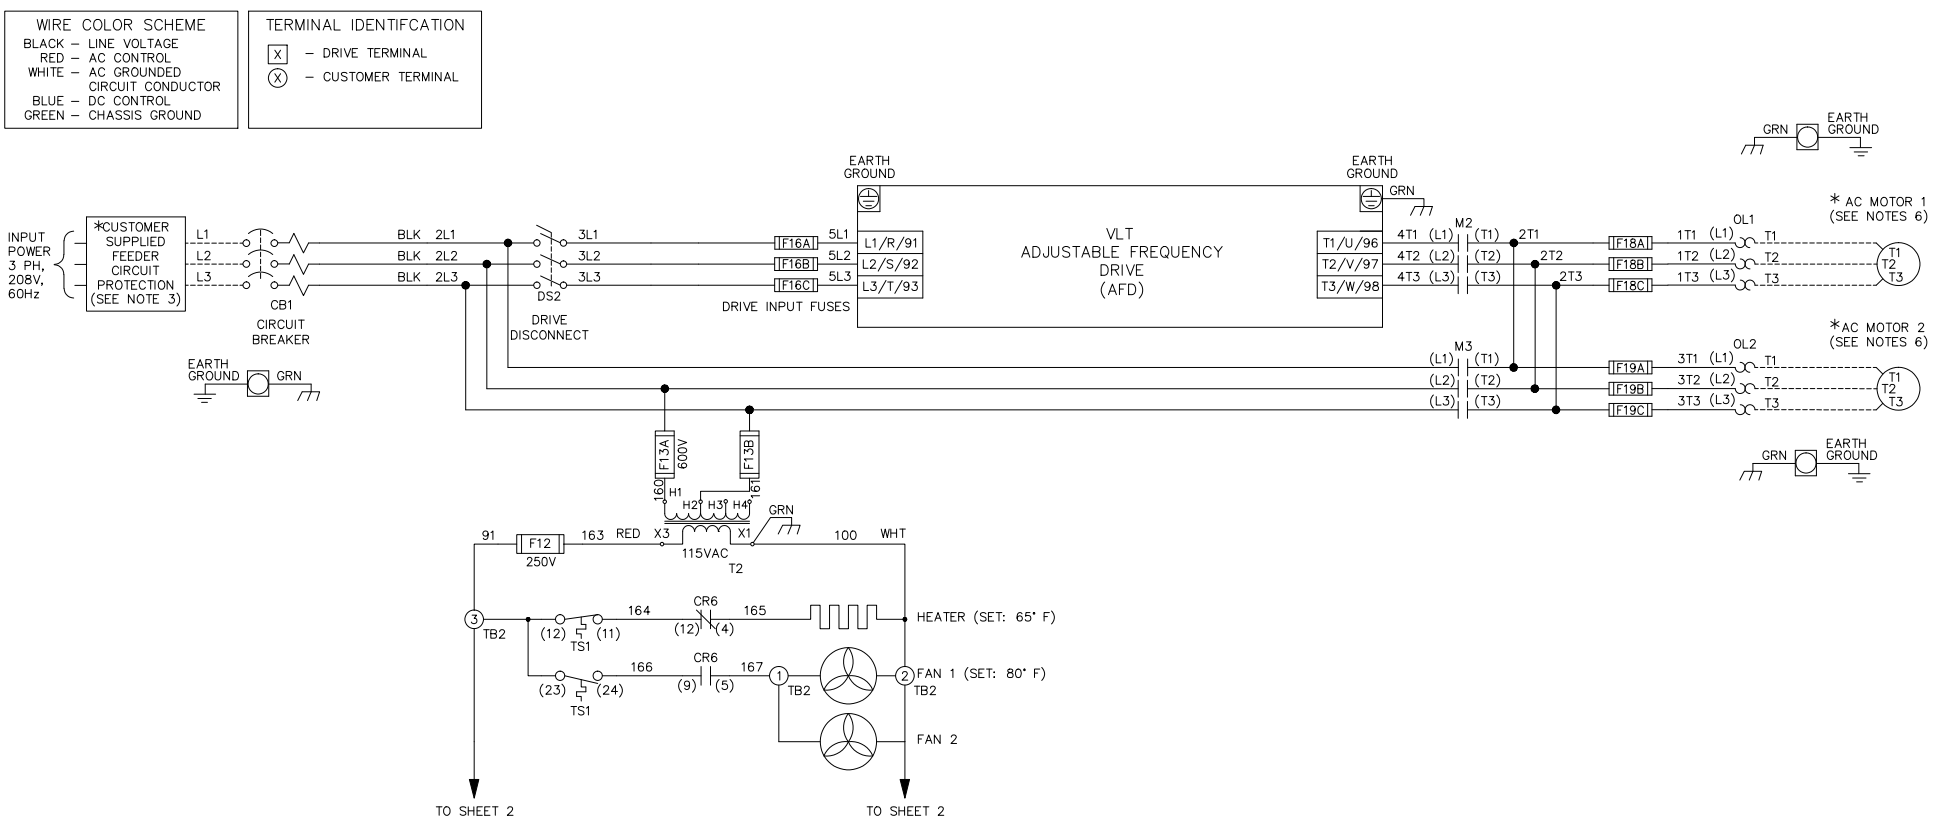 WIRE COLOR SCHEME
BLACK – LINE VOLTAGE
RED – AC CONTROL
WHITE – AC GROUNDED
CIRCUIT CONDUCTOR
BLUE – DC CONTROL
GREEN – CHASSIS GROUND
TERMINAL IDENTIFCATION
X – DRIVE TERMINAL
X – CUSTOMER TERMINAL
INPUT
POWER
3 PH,
208V,
60Hz
*CUSTOMER
SUPPLIED
FEEDER
CIRCUIT
PROTECTION
(SEE NOTE 3)
L1
L2
L3
CB1
CIRCUIT
BREAKER
BLK 2L1
BLK 2L2
BLK 2L3
DS2
DRIVE
DISCONNECT
3L1
3L2
3L3
F16A
F16B
F16C
DRIVE INPUT FUSES
5L1
5L2
5L3
EARTH
GROUND
L1/R/91
L2/S/92
L3/T/93
VLT
ADJUSTABLE FREQUENCY
DRIVE
(AFD)
EARTH
GROUND
GRN
T1/U/96
T2/V/97
T3/W/98
4T1 (L1)
4T2 (L2)
4T3 (L3)
M2
(T1)
(T2)
(T3)
2T1
2T2
2T3
F18A
F18B
F18C
1T1 (L1)
1T2 (L2)
1T3 (L3)
OL1
T1
T2
T3
GRN
EARTH
GROUND
* AC MOTOR 1
(SEE NOTES 6)
T1
T2
T3
EARTH
GROUND
GRN
M3
(L1) (T1)
(L2) (T2)
(L3) (T3)
F19A
F19B
F19C
3T1 (L1)
3T2 (L2)
3T3 (L3)
OL2
T1
T2
T3
*AC MOTOR 2
(SEE NOTES 6)
T1
T2
T3
GRN
EARTH
GROUND
F13A
600V
F13B
160
161
H1
H2
H3
H4
GRN
91
F12
250V
163
RED
X3
X1
115VAC
T2
100
WHT
3
TB2
(12)
(11)
TS1
164
CR6
(12)
(4)
165
HEATER (SET: 65° F)
(23)
(24)
TS1
166
CR6
(9)
(5)
167
1
TB2
2
TB2
FAN 1 (SET: 80° F)
FAN 2
TO SHEET 2
TO SHEET 2